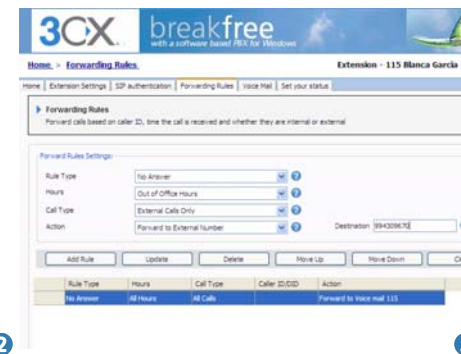 3CX. breakfree
with a software based PBX for Windows
Home > Forwarding Rules Extension - 115 Blanca Garcia
Home Extension Settings SIP authentication Forwarding Rules Voice Mail Set your status
Forwarding Rules
Forward calls based on caller ID, time the call is received and whether they are internal or external
Forward Rules Settings:
Rule Type No Answer
Hours Out of Office Hours
Call Type External Calls Only
Action Forward to External Number Destination 994309670
Add Rule Update Delete Move Up Move Down
Rule Type Hours Call Type Caller ID/DID Action
No Answer All Hours All Calls Forward to Voice mail 115
2